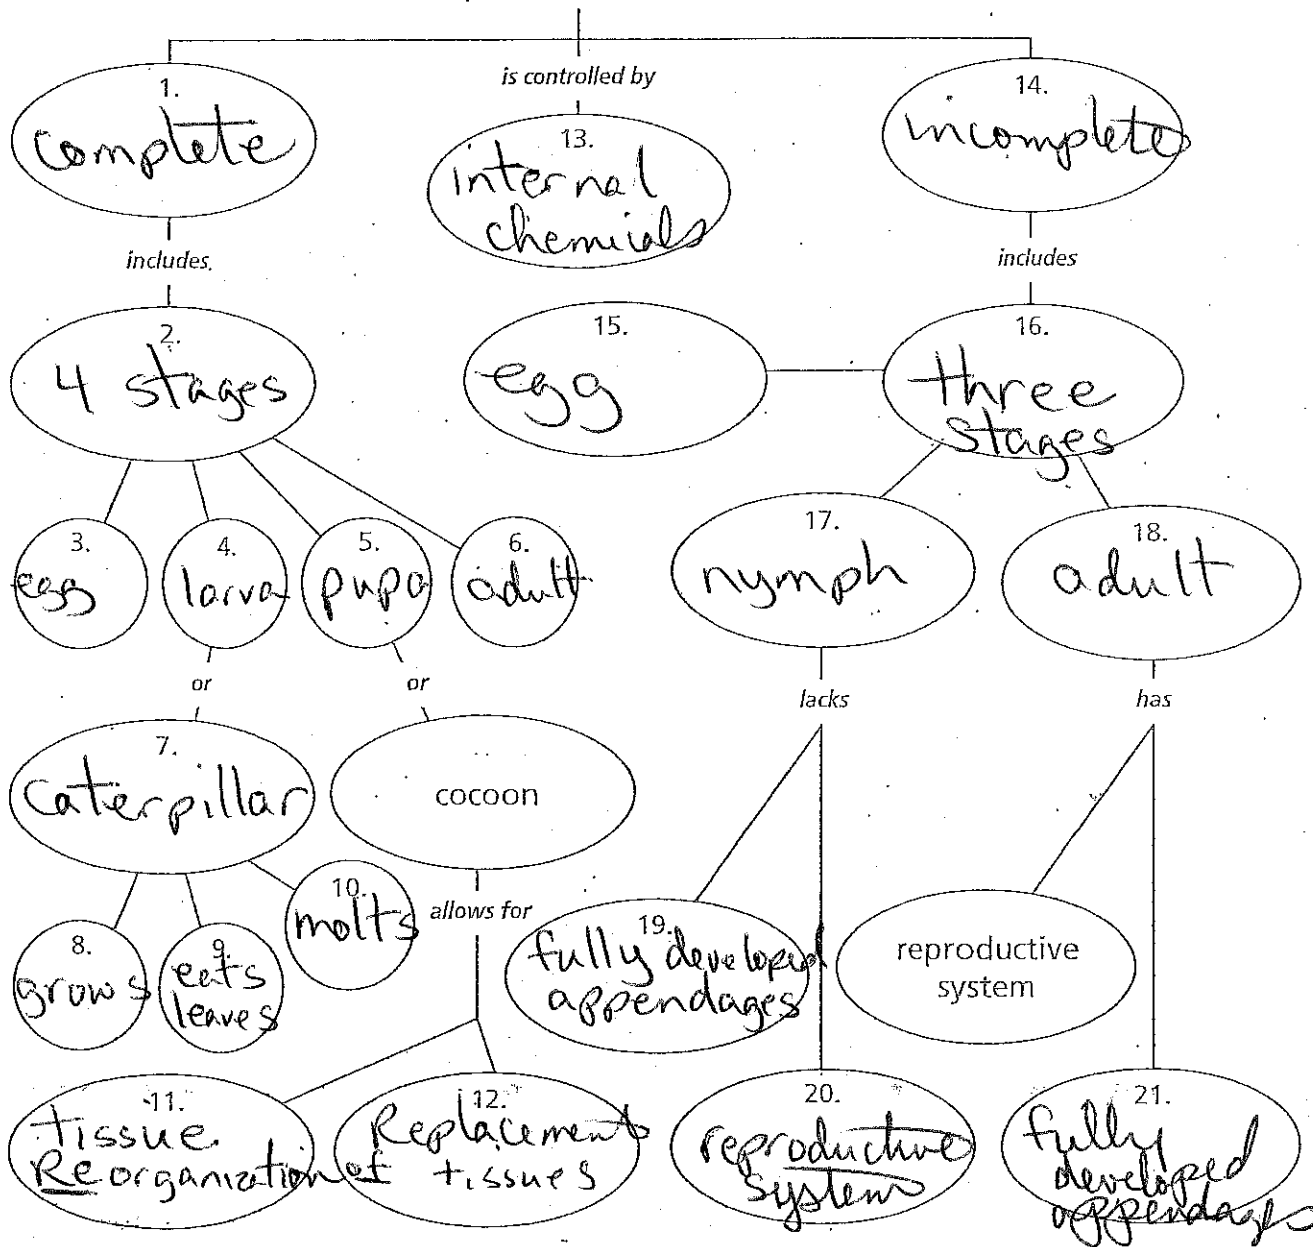 is controlled by
1.
complete
13.
internal
chemicals
14.
incomplete
includes
includes
2.
4 stages
15.
egg
16.
three
stages
3.
egg
4.
larva
5.
pupa
6.
adult
17.
nymph
18.
adult
or
or
lacks
has
7.
caterpillar
cocoon
8.
grows
9.
eats
leaves
10.
molts
allows for
19.
fully developed
appendages
reproductive
system
11.
tissue
Reorganization of
12.
Replacement
tissues
20.
reproductive
system
21.
fully
developed
appendages